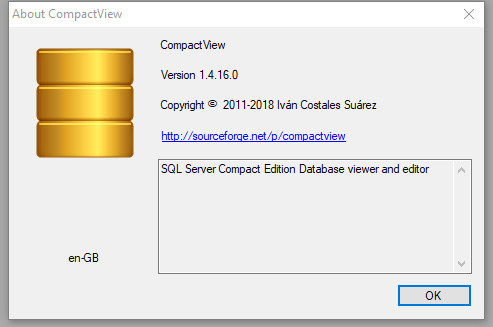 About CompactView
CompactView
Version 1.4.16.0
Copyright © 2011-2018 Iván Costales Suárez
http://sourceforge.net/p/compactview
SQL Server Compact Edition Database viewer and editor
en-GB
OK